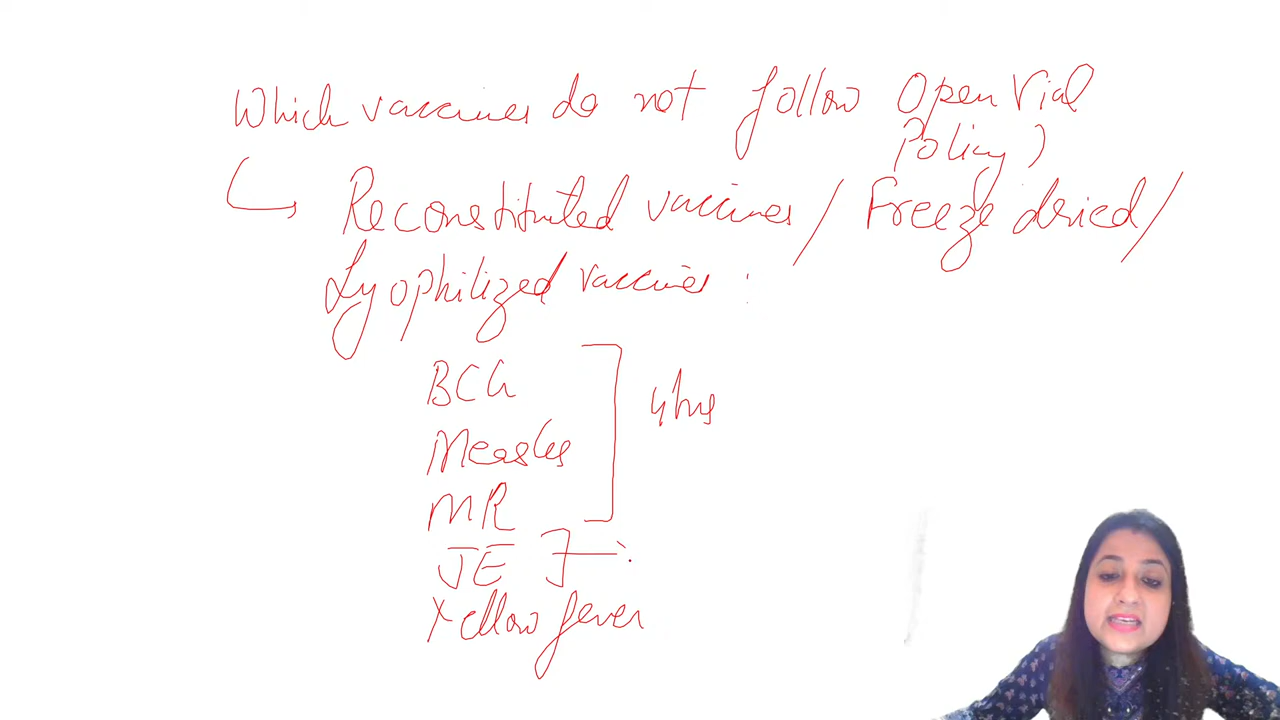 Which vaccines do not follow Open Vial
Policy)
Reconstituted vaccines / Freeze dried /
Lyophilized vaccines :
BCG
Measles
4hrs
MR
JE
Yellow fever